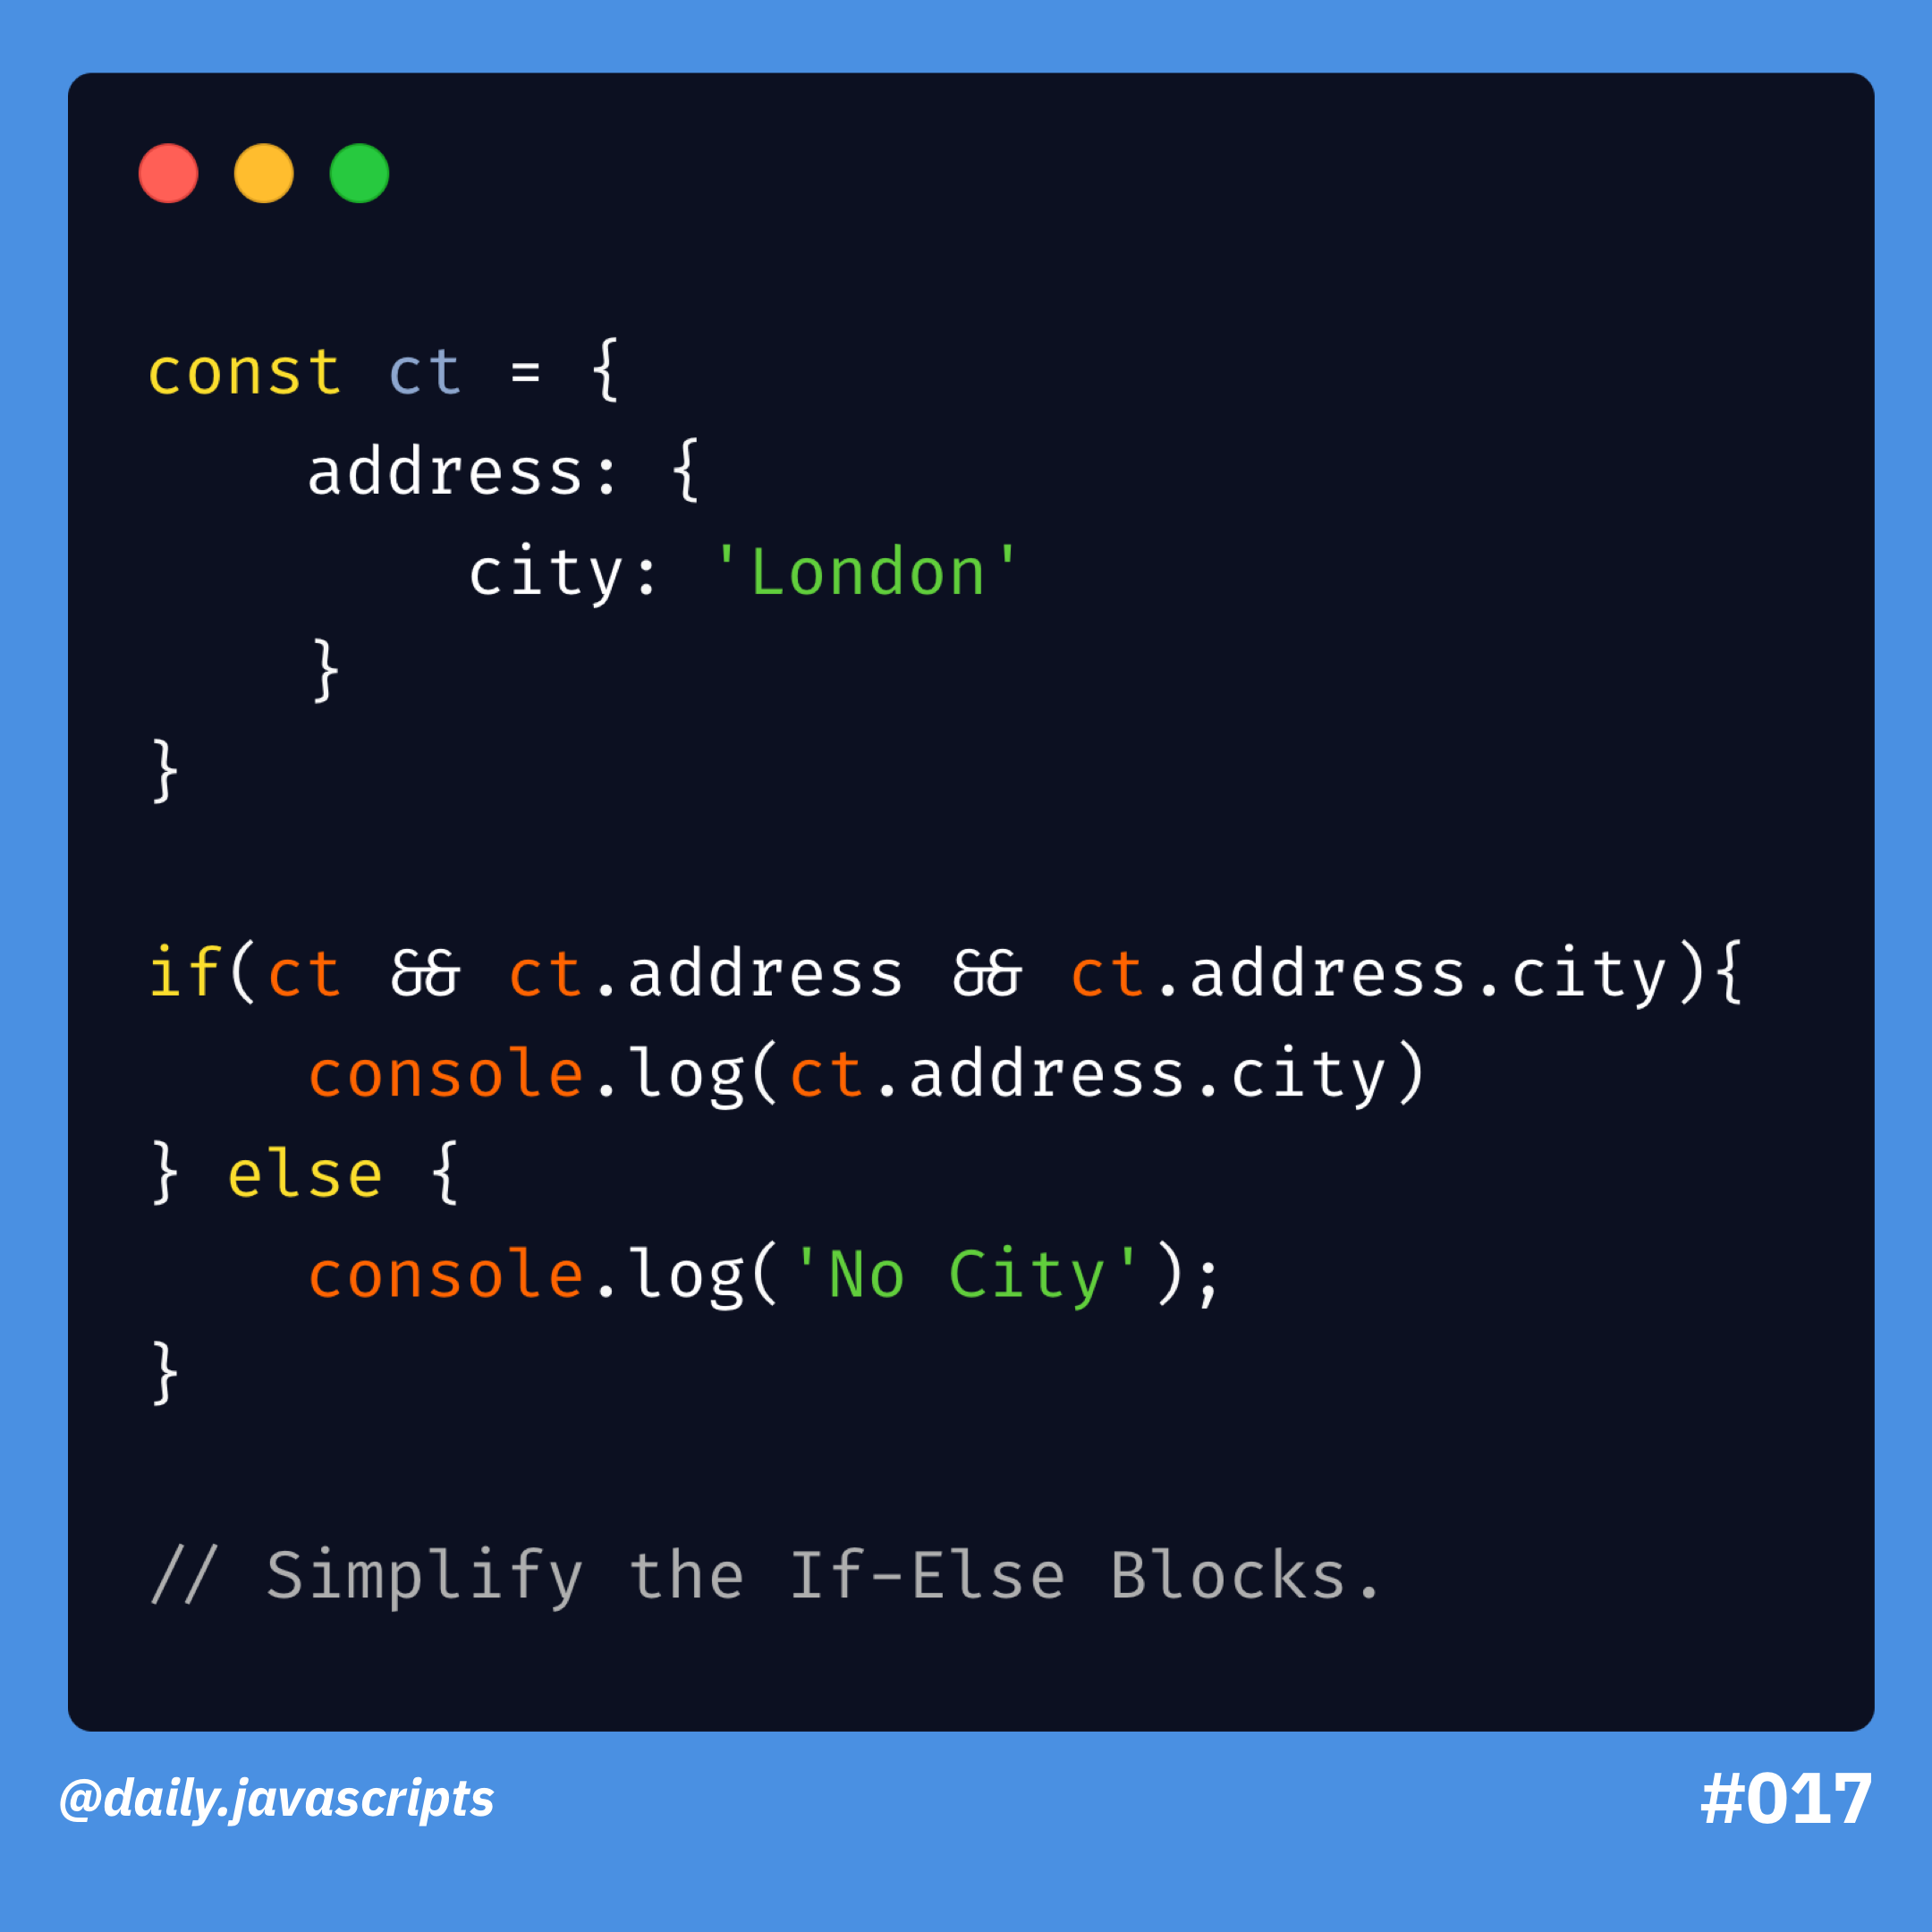 const ct = {
    address: {
        city: 'London'
    }
}
if(ct && ct.address && ct.address.city){
    console.log(ct.address.city)
} else {
    console.log('No City');
}
// Simplify the If-Else Blocks.
@daily.javascripts
#017